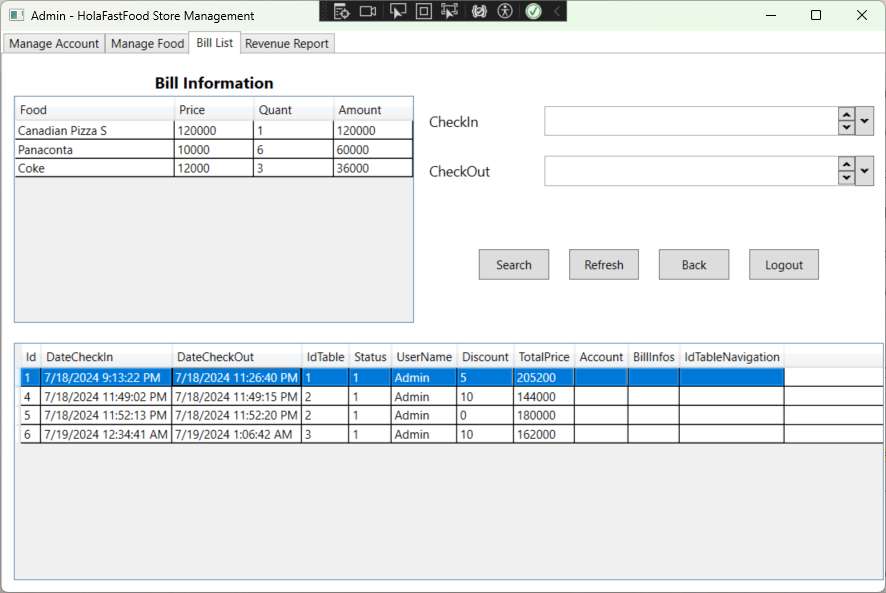 Admin - HolaFastFood Store Management
Manage Account Manage Food Bill List Revenue Report
Bill Information
Food Price Quant Amount
Canadian Pizza S 120000 1 120000
Panaconta 10000 6 60000
Coke 12000 3 36000
CheckIn
CheckOut
Search Refresh Back Logout
Id DateCheckIn DateCheckOut IdTable Status UserName Discount TotalPrice Account BillInfos IdTableNavigation
1 7/18/2024 9:13:22 PM 7/18/2024 11:26:40 PM 1 1 Admin 5 205200
4 7/18/2024 11:49:02 PM 7/18/2024 11:49:15 PM 2 1 Admin 10 144000
5 7/18/2024 11:52:13 PM 7/18/2024 11:52:20 PM 2 1 Admin 0 180000
6 7/19/2024 12:34:41 AM 7/19/2024 1:06:42 AM 3 1 Admin 10 162000